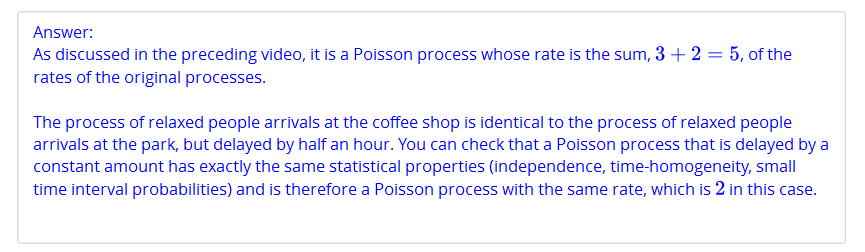 Answer:
As discussed in the preceding video, it is a Poisson process whose rate is the sum, 3 + 2 = 5, of the
rates of the original processes.
The process of relaxed people arrivals at the coffee shop is identical to the process of relaxed people
arrivals at the park, but delayed by half an hour. You can check that a Poisson process that is delayed by a
constant amount has exactly the same statistical properties (independence, time-homogeneity, small
time interval probabilities) and is therefore a Poisson process with the same rate, which is 2 in this case.